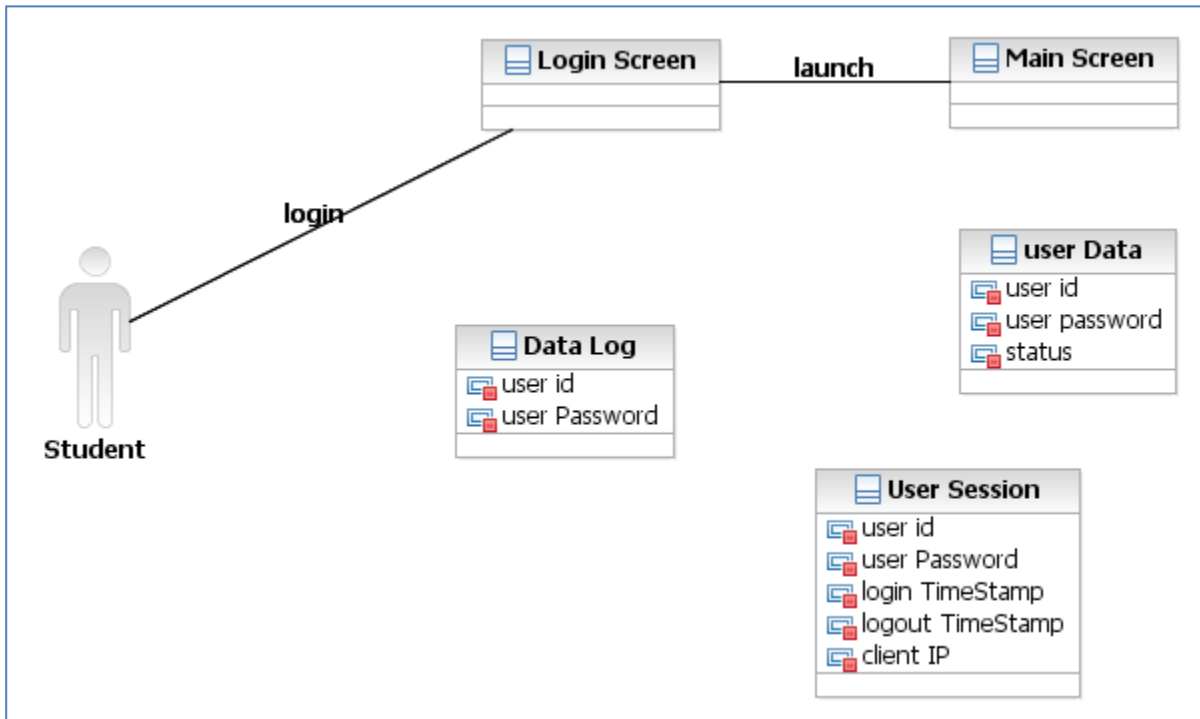 Login Screen
launch
Main Screen
login
Student
user Data
user id
user password
status
Data Log
user id
user Password
User Session
user id
user Password
login TimeStamp
logout TimeStamp
client IP